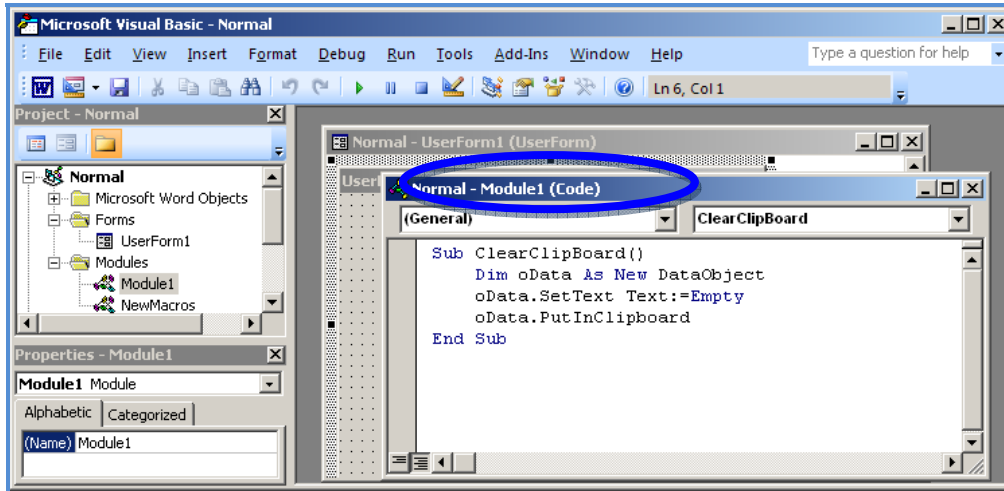 Microsoft Visual Basic - Normal
File Edit View Insert Format Debug Run Tools Add-Ins Window Help Type a question for help
Ln 6, Col 1
Project - Normal
Normal
Microsoft Word Objects
Forms
UserForm1
Modules
Module1
NewMacros
Properties - Module1
Module1 Module
Alphabetic Categorized
(Name) Module1
Normal - UserForm1 (UserForm)
Normal - Module1 (Code)
(General) ClearClipBoard
Sub ClearClipBoard()
Dim oData As New DataObject
oData.SetText Text:=Empty
oData.PutInClipboard
End Sub